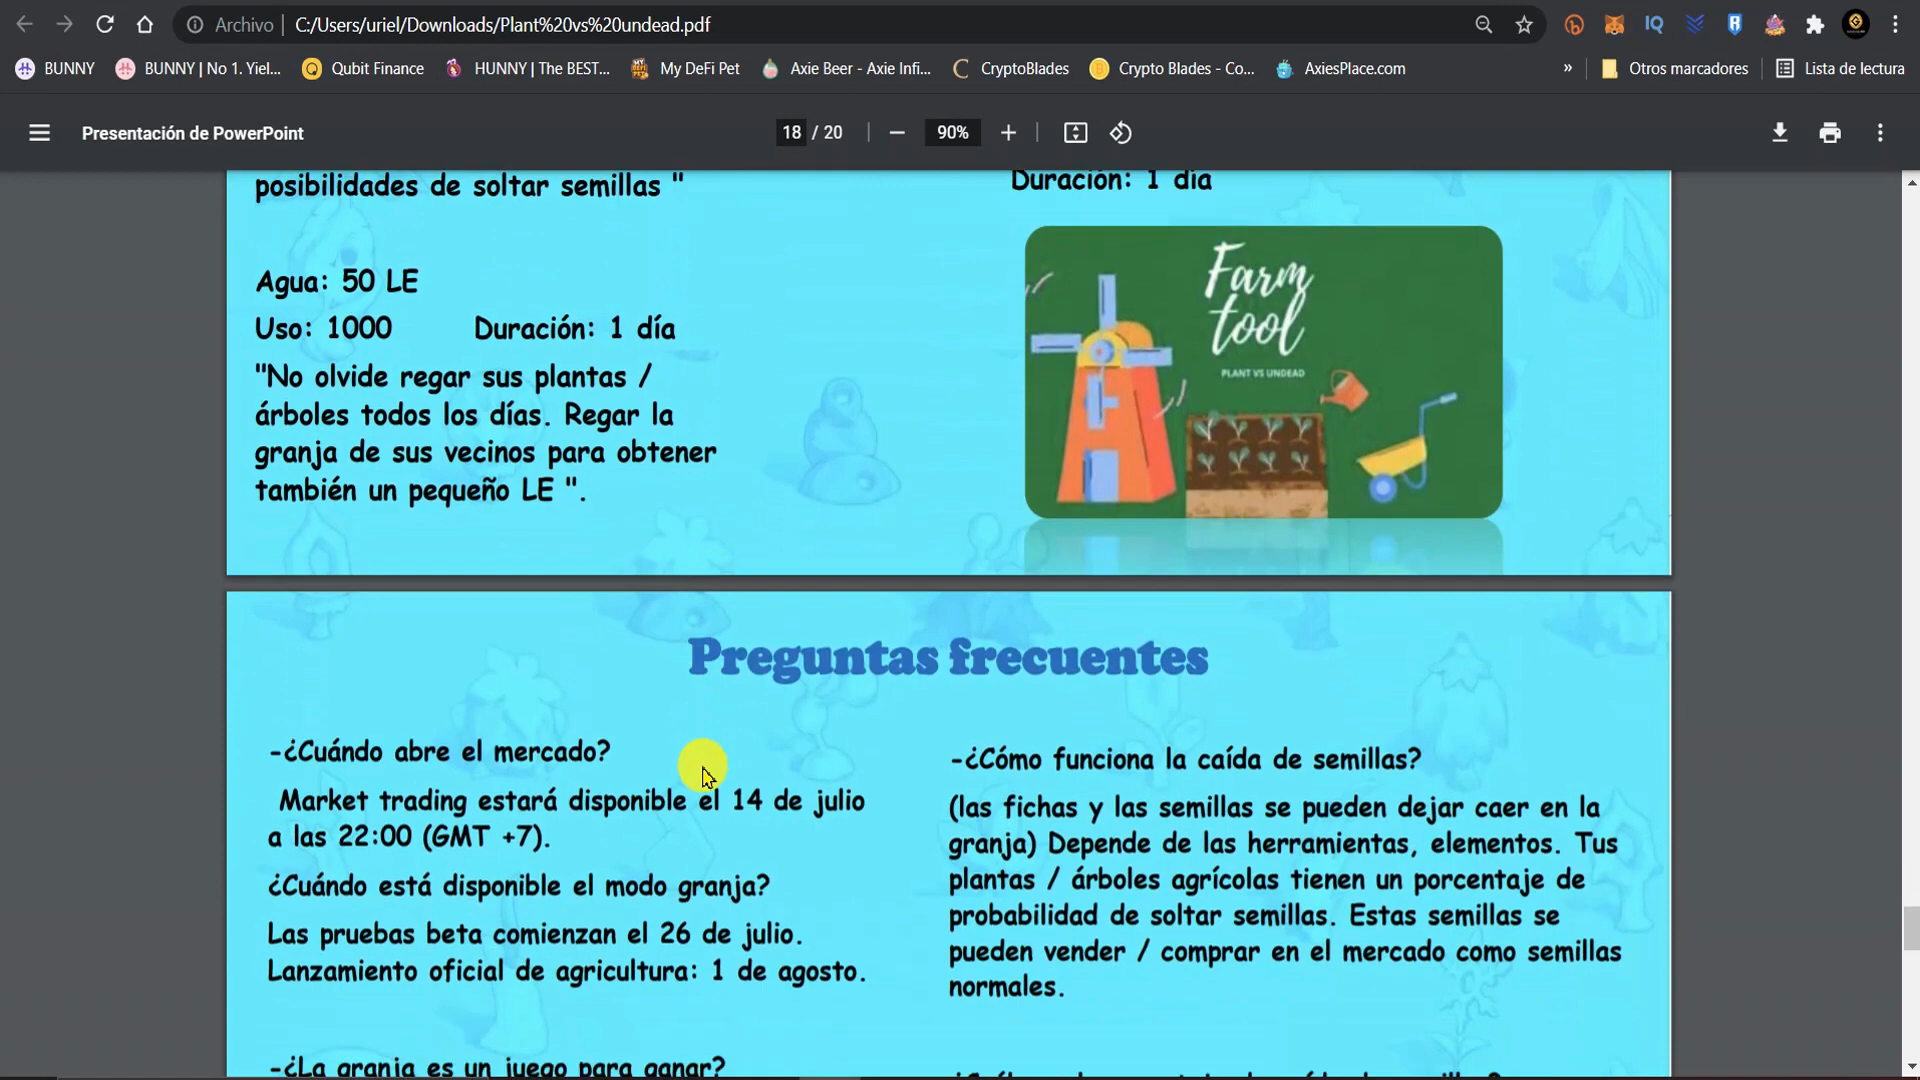 Archivo
C:/Users/uriel/Downloads/Plant%20vs%20undead.pdf
BUNNY
BUNNY | No 1. Yiel...
Qubit Finance
HUNNY | The BEST...
My DeFi Pet
Axie Beer - Axie Infi...
CryptoBlades
Crypto Blades - Co...
AxiesPlace.com
»
Otros marcadores
Lista de lectura
Presentación de PowerPoint
18 / 20
90%
posibilidades de soltar semillas "
Agua: 50 LE
Uso: 1000 Duración: 1 día
"No olvide regar sus plantas /
árboles todos los días. Regar la
granja de sus vecinos para obtener
también un pequeño LE ".
Duración: 1 día
Farm
tool
PLANT VS UNDEAD
Preguntas frecuentes
-¿Cuándo abre el mercado?
Market trading estará disponible el 14 de julio
a las 22:00 (GMT +7).
¿Cuándo está disponible el modo granja?
Las pruebas beta comienzan el 26 de julio.
Lanzamiento oficial de agricultura: 1 de agosto.
-¿La granja es un juego para ganar?
-¿Cómo funciona la caída de semillas?
(las fichas y las semillas se pueden dejar caer en la
granja) Depende de las herramientas, elementos. Tus
plantas / árboles agrícolas tienen un porcentaje de
probabilidad de soltar semillas. Estas semillas se
pueden vender / comprar en el mercado como semillas
normales.